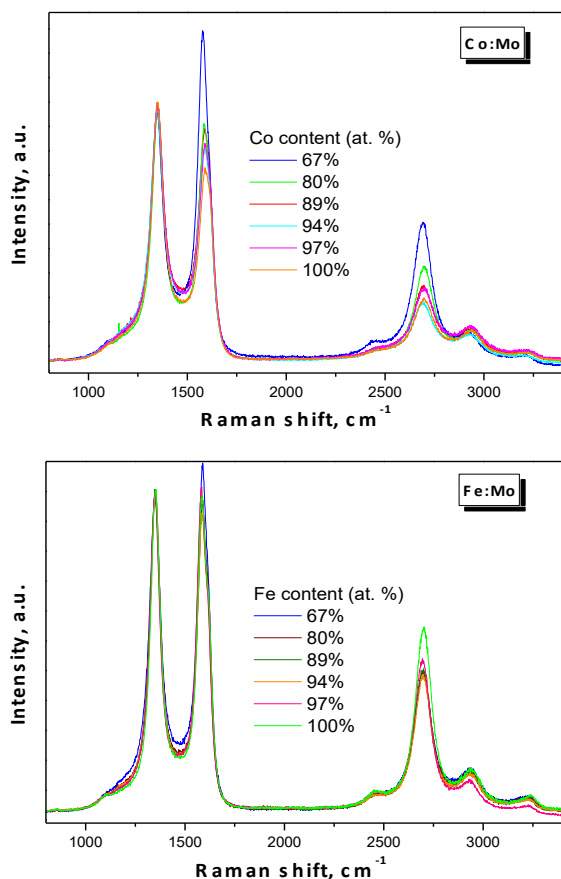 Co:Mo
Intensity, a.u.
Co content (at. %)
67%
80%
89%
94%
97%
100%
1000 1500 2000 2500 3000
Raman shift, cm⁻¹
Fe:Mo
Intensity, a.u.
Fe content (at. %)
67%
80%
89%
94%
97%
100%
1000 1500 2000 2500 3000
Raman shift, cm⁻¹